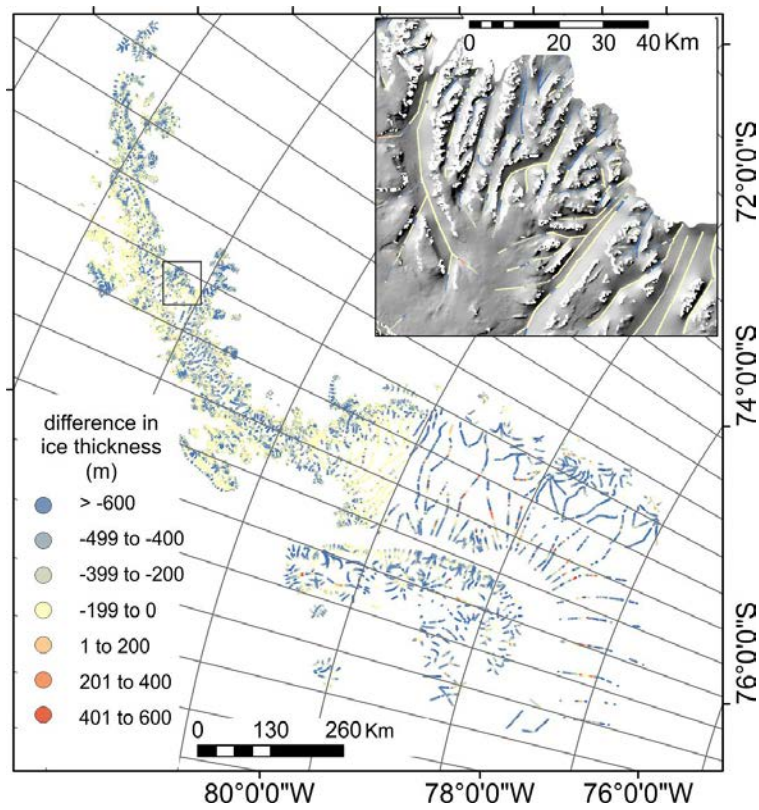 0 20 30 40 Km
72°0'0"S
74°0'0"S
76°0'0"S
difference in
ice thickness
(m)
> -600
-499 to -400
-399 to -200
-199 to 0
1 to 200
201 to 400
401 to 600
0 130 260 Km
80°0'0"W 78°0'0"W 76°0'0"W